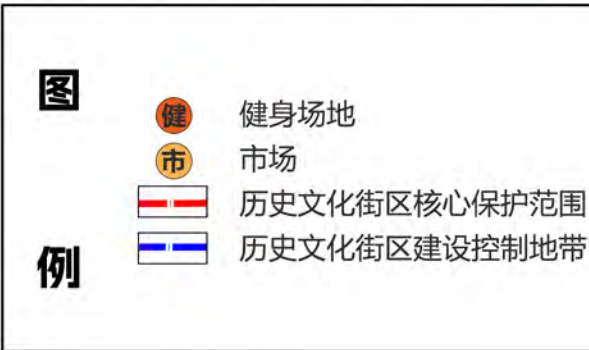 图
例
健 健身场地
市 市场
历史文化街区核心保护范围
历史文化街区建设控制地带